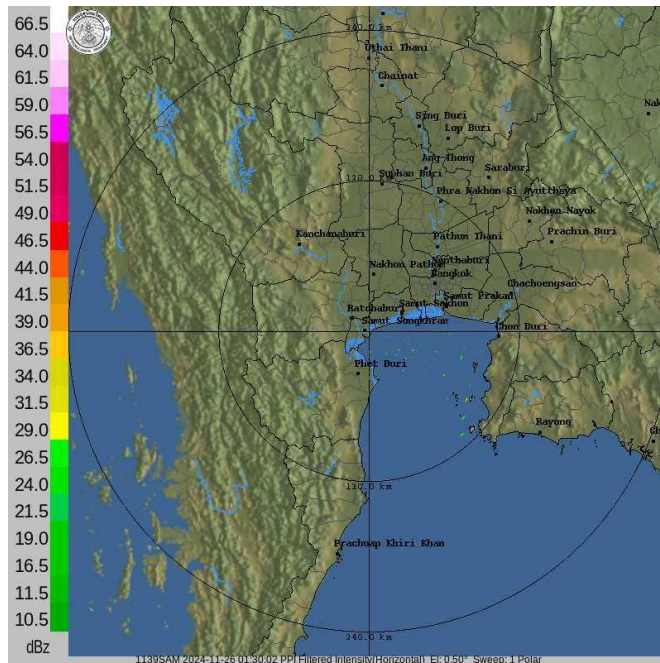 66.5
64.0
61.5
59.0
56.5
54.0
51.5
49.0
46.5
44.0
41.5
39.0
36.5
34.0
31.5
29.0
26.5
24.0
21.5
19.0
16.5
11.5
10.5
dBz
240.0 km
Uthai Thani
Chainat
Nak
Sing Buri
Lop Buri
Ang Thong
Saraburi
Suphan Buri
120.0 km
Phra Nakhon Si Ayutthaya
Nakhon Nayok
Kanchanaburi
Pathum Thani
Prachin Buri
Nonthaburi
Nakhon Pathom
Bangkok
Chachoengsao
Samut Prakan
Samut Sakhon
Ratchaburi
Samut Songkhram
Chon Buri
Phet Buri
Rayong
Ch
120.0 km
Prachuap Khiri Khan
240.0 km
1139SAM 2024-11-26 01:30:02 PPI Filtered Intensity(Horizontal) El: 0.50° Sweep: 1 Polar